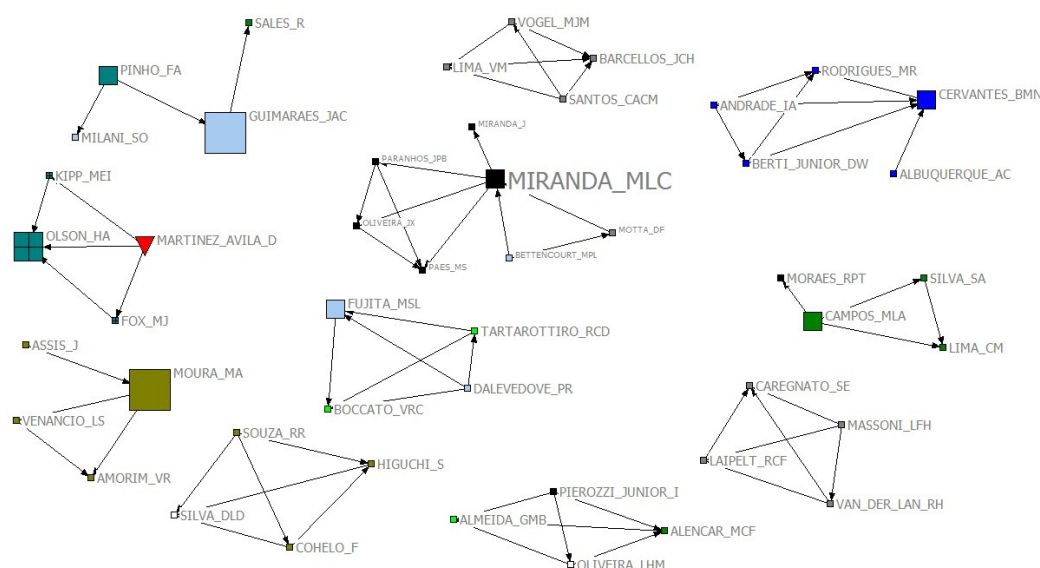 SALES_R
PINHO_FA
GUIMARAES_JAC
MILANI_SO
VOGEL_MJM
BARCELLOS_JCH
LIMA_VM
SANTOS_CACM
RODRIGUES_MR
CERVANTES_BMN
ANDRADE_IA
BERTI_JUNIOR_DW
ALBUQUERQUE_AC
MIRANDA_J
PARANHOS_JPB
MIRANDA_MLC
OLIVEIRA_JX
MOTTA_DF
BETTENCOURT_MPL
PAES_MS
KIPP_MEI
OLSON_HA
MARTINEZ_AVILA_D
FOX_MJ
MORAES_RPT
SILVA_SA
CAMPOS_MLA
LIMA_CM
FUJITA_MSL
TARTAROTTIRO_RCD
DALEVEDOVE_PR
BOCCATO_VRC
ASSIS_J
MOURA_MA
VENANCIO_LS
AMORIM_VR
SOUZA_RR
HIGUCHI_S
SILVA_DLD
COHELO_F
CAREGNATO_SE
MASSONI_LFH
LAIPELT_RCF
VAN_DER_LAN_RH
PIEROZZI_JUNIOR_I
ALMEIDA_GMB
ALENCAR_MCF
OLIVEIRA_LHM